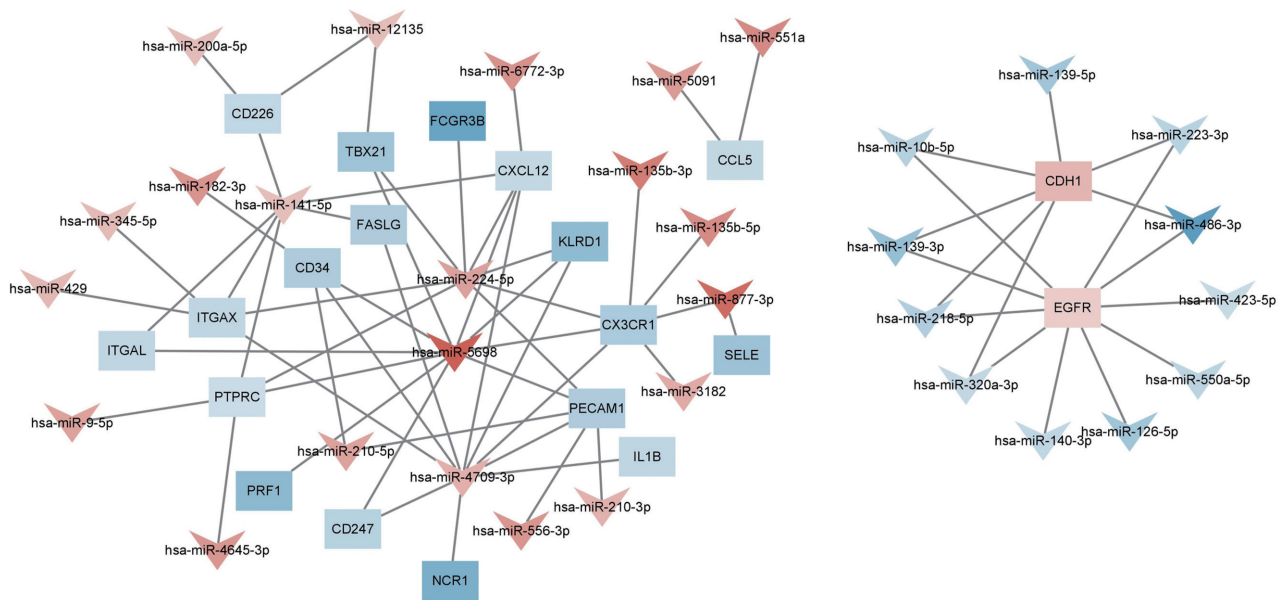 hsa-miR-12135
hsa-miR-200a-5p
hsa-miR-551a
hsa-miR-6772-3p
hsa-miR-5091
CD226
FCGR3B
TBX21
CXCL12
CCL5
hsa-miR-182-3p
hsa-miR-135b-3p
hsa-miR-141-5p
hsa-miR-345-5p
FASLG
hsa-miR-135b-5p
KLRD1
CD34
hsa-miR-224-5p
hsa-miR-429
hsa-miR-877-3p
ITGAX
CX3CR1
ITGAL
hsa-miR-5698
SELE
PTPRC
hsa-miR-3182
PECAM1
hsa-miR-9-5p
hsa-miR-210-5p
IL1B
hsa-miR-4709-3p
PRF1
hsa-miR-210-3p
CD247
hsa-miR-556-3p
hsa-miR-4645-3p
NCR1
hsa-miR-139-5p
hsa-miR-223-3p
hsa-miR-10b-5p
CDH1
hsa-miR-486-3p
hsa-miR-139-3p
hsa-miR-423-5p
EGFR
hsa-miR-218-5p
hsa-miR-550a-5p
hsa-miR-320a-3p
hsa-miR-126-5p
hsa-miR-140-3p